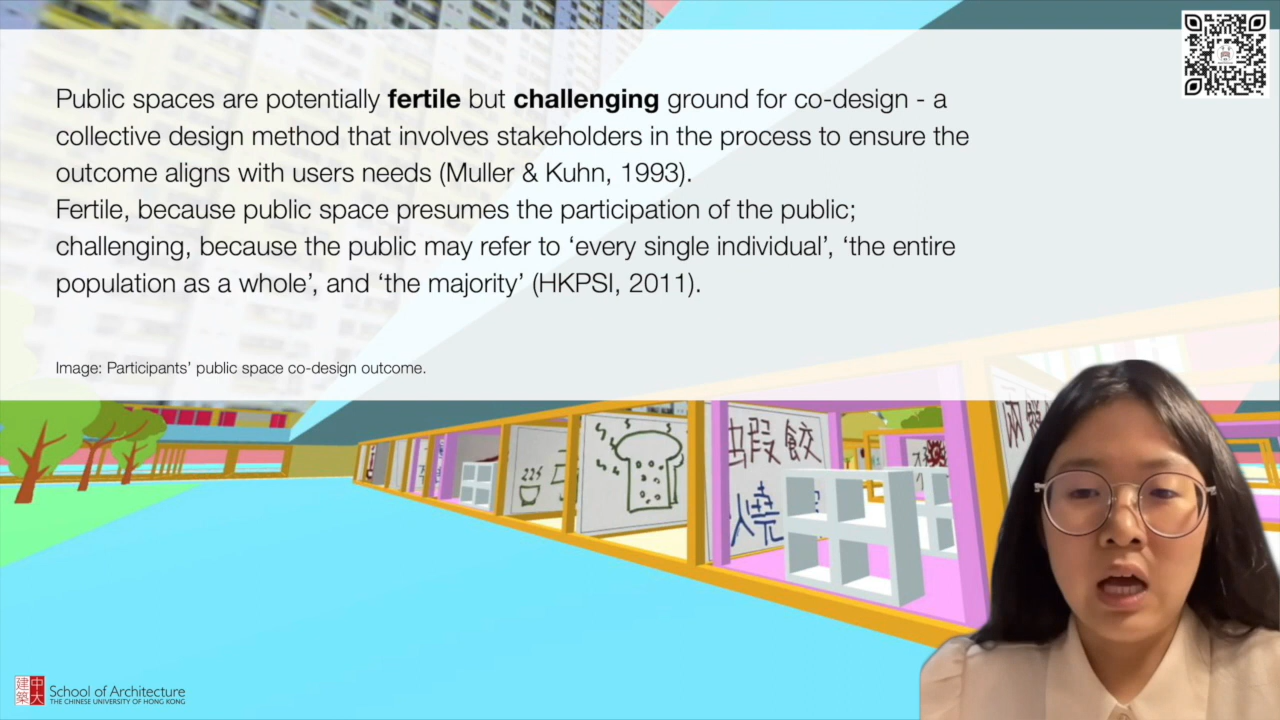 Public spaces are potentially fertile but challenging ground for co-design - a
collective design method that involves stakeholders in the process to ensure the
outcome aligns with users needs (Muller & Kuhn, 1993).
Fertile, because public space presumes the participation of the public;
challenging, because the public may refer to ‘every single individual’, ‘the entire
population as a whole’, and ‘the majority’ (HKPSI, 2011).
Image: Participants’ public space co-design outcome.
蝦餃
燒
建築
中大
School of Architecture
THE CHINESE UNIVERSITY OF HONG KONG